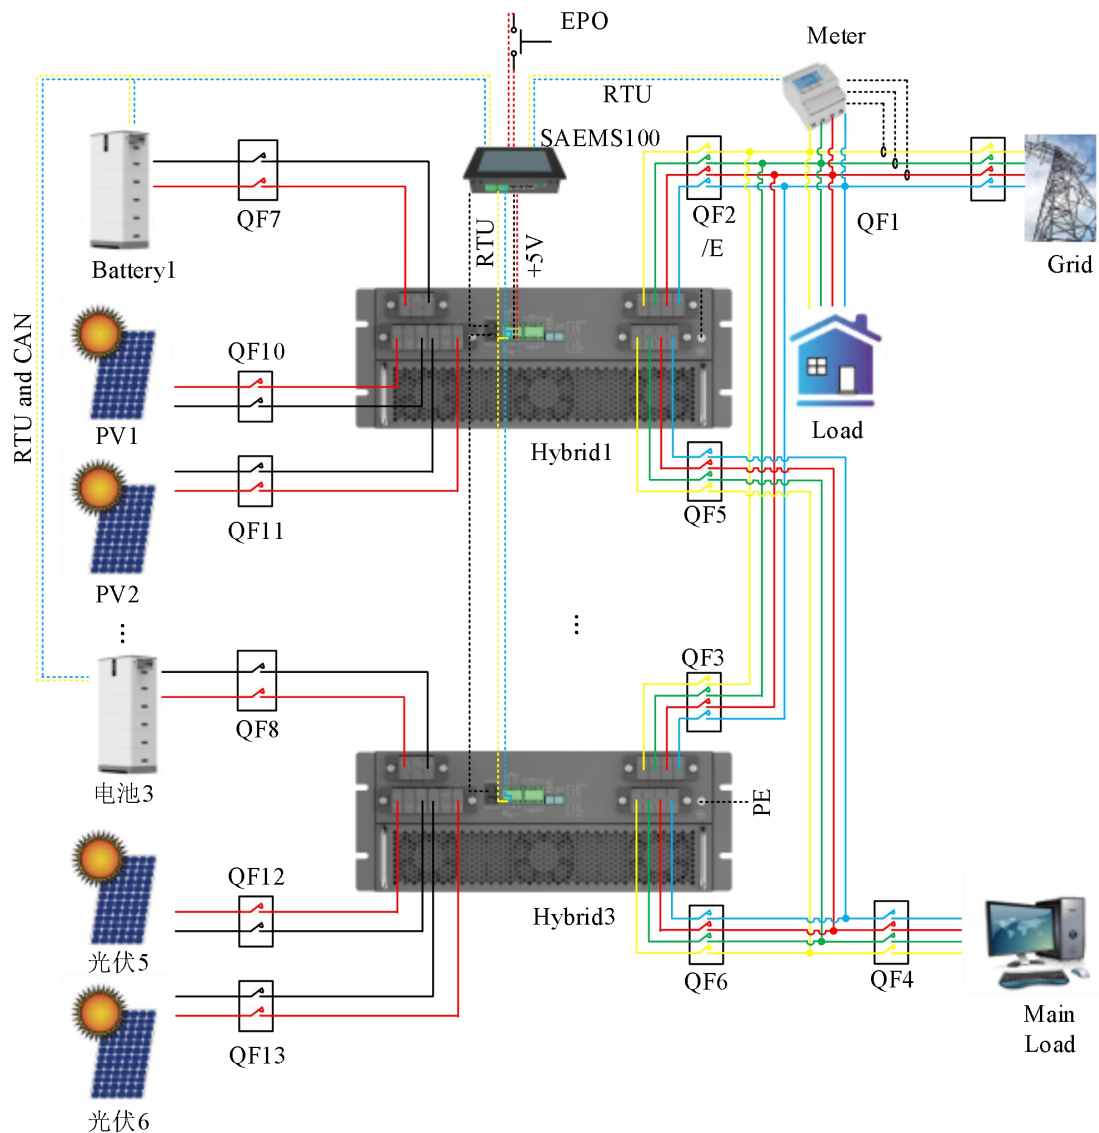 EPO
Meter
RTU
SAEMS100
QF7
QF2
/E
QF1
Grid
Battery1
RTU
+5V
RTU and CAN
QF10
PV1
Load
Hybrid1
QF11
QF5
PV2
⋮
⋮
QF3
QF8
电池3
PE
QF12
Hybrid3
光伏5
QF6
QF4
Main
Load
QF13
光伏6